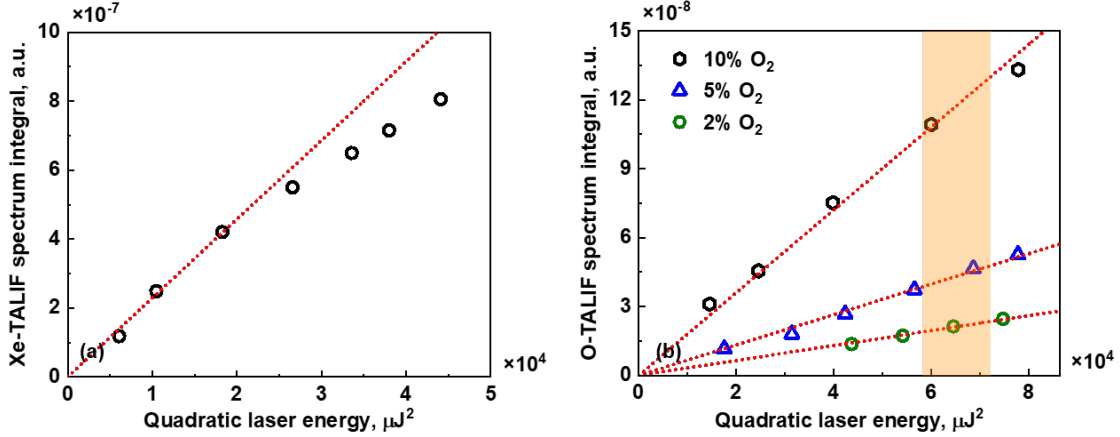 ×10⁻⁷
10
8
6
4
2
0
Xe-TALIF spectrum integral, a.u.
(a)
0 1 2 3 4 5
×10⁴
Quadratic laser energy, μJ²
×10⁻⁸
15
12
9
6
3
0
O-TALIF spectrum integral, a.u.
10% O₂
5% O₂
2% O₂
(b)
0 2 4 6 8
×10⁴
Quadratic laser energy, μJ²